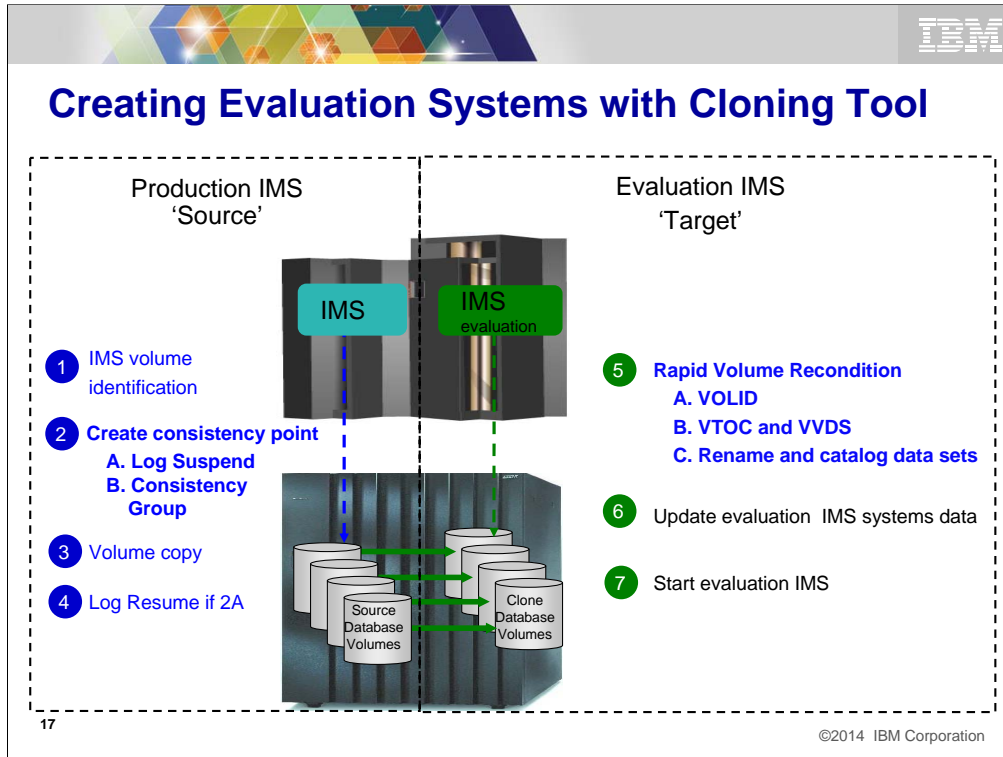 IBM
Creating Evaluation Systems with Cloning Tool
Production IMS
‘Source’
Evaluation IMS
‘Target’
IMS
IMS
evaluation
1 IMS volume
identification
2 Create consistency point
A. Log Suspend
B. Consistency
Group
3 Volume copy
4 Log Resume if 2A
Source
Database
Volumes
Clone
Database
Volumes
5 Rapid Volume Recondition
A. VOLID
B. VTOC and VVDS
C. Rename and catalog data sets
6 Update evaluation IMS systems data
7 Start evaluation IMS
17
©2014 IBM Corporation